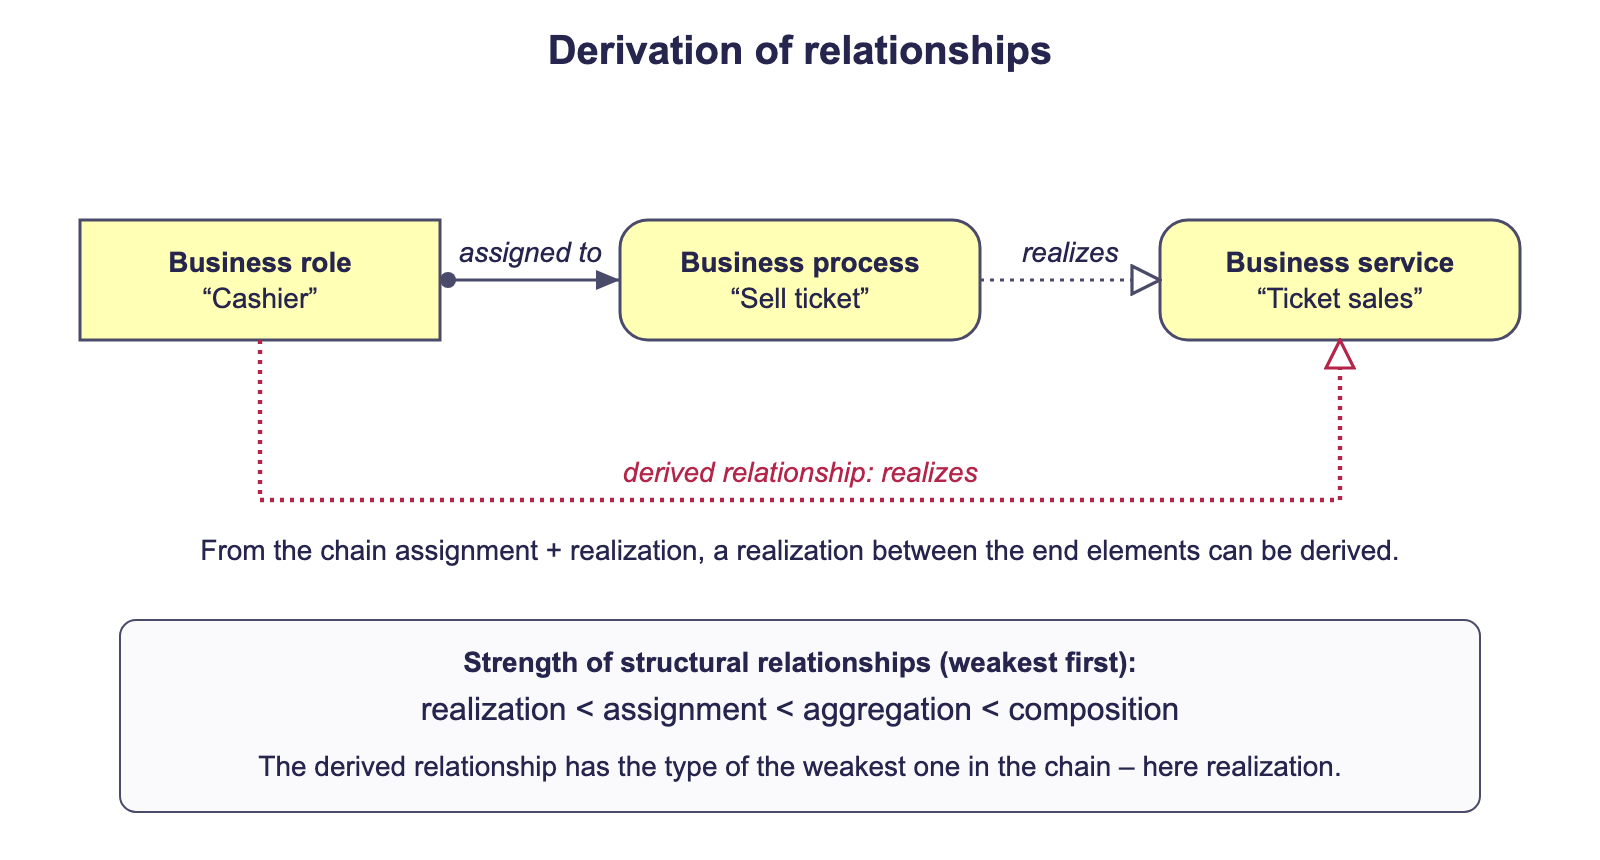 Derivation of relationships
Business role
“Cashier”
assigned to
Business process
“Sell ticket”
realizes
Business service
“Ticket sales”
derived relationship: realizes
From the chain assignment + realization, a realization between the end elements can be derived.
Strength of structural relationships (weakest first):
realization < assignment < aggregation < composition
The derived relationship has the type of the weakest one in the chain – here realization.